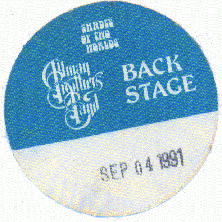 SHADES
OF TWO
WORLDS
Allman
Brothers
Band
BACK
STAGE
SEP 04 1991